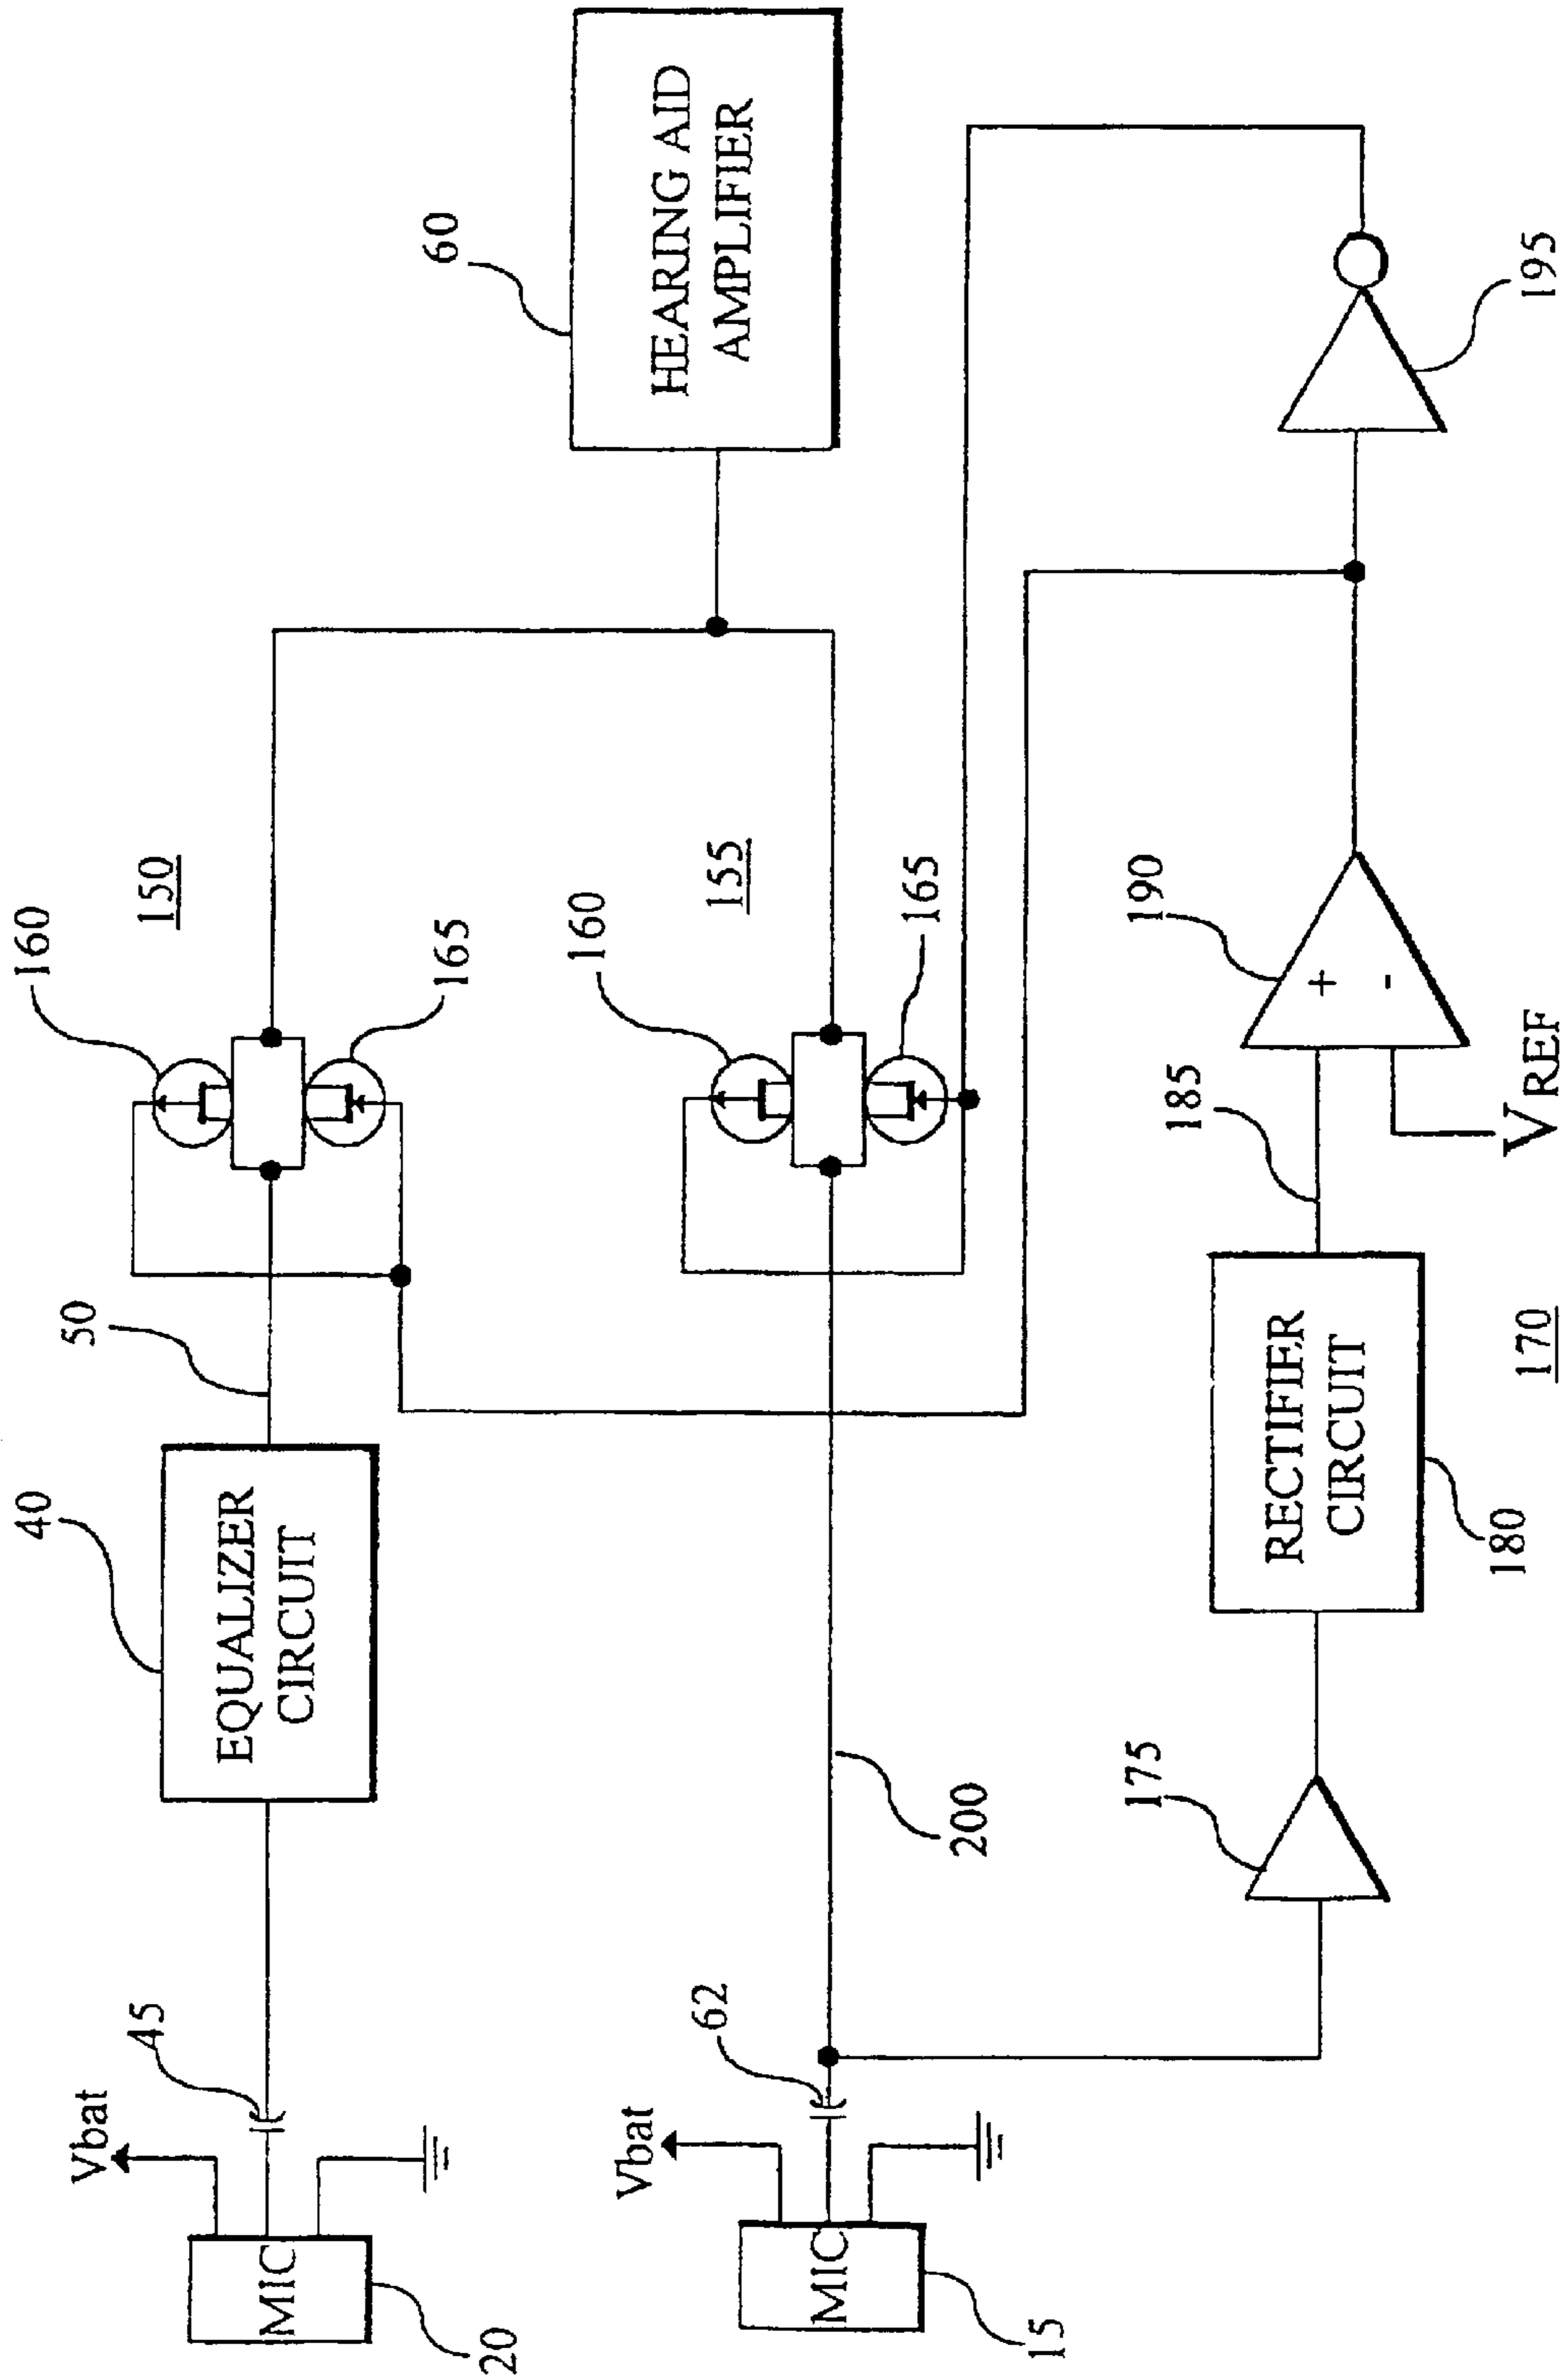 160
150
165
Vbat
45
40
EQUALIZER
CIRCUIT
50
MIC
20
60
HEARING AID
AMPLIFIER
160
155
165
Vbat
62
MIC
15
200
175
RECTIFIER
CIRCUIT
180
170
185
190
+
-
VREF
195